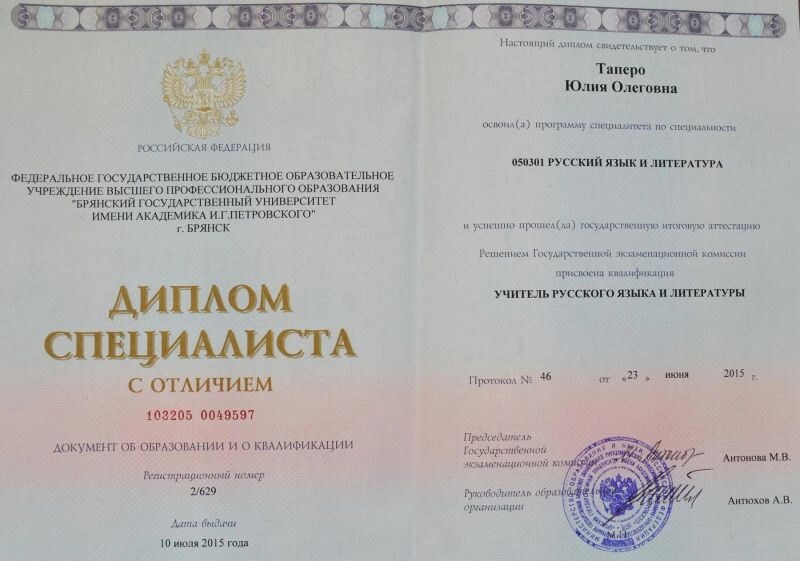 РОССИЙСКАЯ ФЕДЕРАЦИЯ
ФЕДЕРАЛЬНОЕ ГОСУДАРСТВЕННОЕ БЮДЖЕТНОЕ ОБРАЗОВАТЕЛЬНОЕ
УЧРЕЖДЕНИЕ ВЫСШЕГО ПРОФЕССИОНАЛЬНОГО ОБРАЗОВАНИЯ
"БРЯНСКИЙ ГОСУДАРСТВЕННЫЙ УНИВЕРСИТЕТ
ИМЕНИ АКАДЕМИКА И.Г.ПЕТРОВСКОГО"
г. БРЯНСК
ДИПЛОМ
СПЕЦИАЛИСТА
С ОТЛИЧИЕМ
103205 0049597
ДОКУМЕНТ ОБ ОБРАЗОВАНИИ И О КВАЛИФИКАЦИИ
Регистрационный номер
2/629
Дата выдачи
10 июля 2015 года
Настоящий диплом свидетельствует о том, что
Таперо
Юлия Олеговна
освоил(а) программу специалитета по специальности
050301 РУССКИЙ ЯЗЫК И ЛИТЕРАТУРА
и успешно прошел(ла) государственную итоговую аттестацию
Решением Государственной экзаменационной комиссии
присвоена квалификация
УЧИТЕЛЬ РУССКОГО ЯЗЫКА И ЛИТЕРАТУРЫ
Протокол № 46 от «23» июня 2015 г.
Председатель
Государственной
экзаменационной комиссии Антонова М.В.
Руководитель образовательной
организации Антюхов А.В.
М.П.